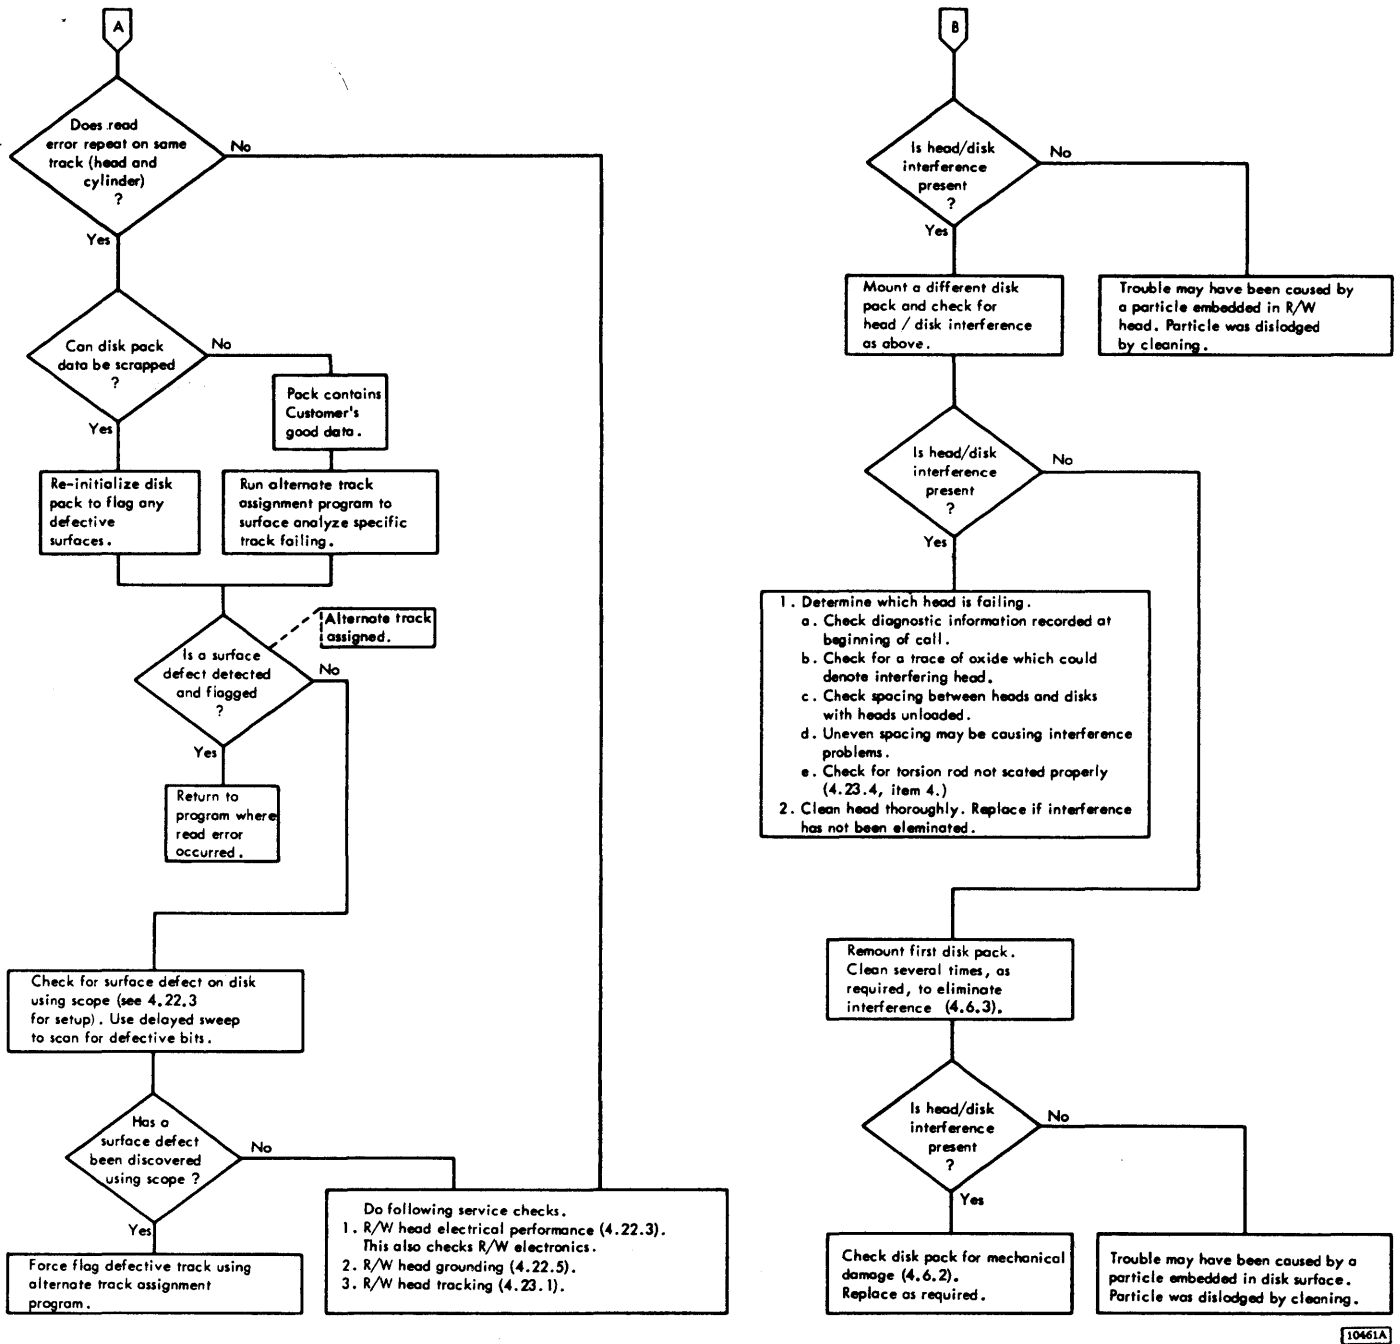 A
Does read
error repeat on same
track (head and
cylinder)
?
No
Yes
Can disk pack
data be scrapped
?
No
Yes
Pack contains
Customer's
good data.
Re-initialize disk
pack to flag any
defective
surfaces.
Run alternate track
assignment program to
surface analyze specific
track failing.
Alternate track
assigned.
Is a surface
defect detected
and flagged
?
No
Yes
Return to
program where
read error
occurred.
Check for surface defect on disk
using scope (see 4.22.3
for setup). Use delayed sweep
to scan for defective bits.
Has a
surface defect
been discovered
using scope ?
No
Yes
Force flag defective track using
alternate track assignment
program.
Do following service checks.
1. R/W head electrical performance (4.22.3).
This also checks R/W electronics.
2. R/W head grounding (4.22.5).
3. R/W head tracking (4.23.1).
B
Is head/disk
interference
present
?
No
Yes
Mount a different disk
pack and check for
head / disk interference
as above.
Trouble may have been caused by
a particle embedded in R/W
head. Particle was dislodged
by cleaning.
Is head/disk
interference
present
?
No
Yes
1. Determine which head is failing.
a. Check diagnostic information recorded at
beginning of call.
b. Check for a trace of oxide which could
denote interfering head.
c. Check spacing between heads and disks
with heads unloaded.
d. Uneven spacing may be causing interference
problems.
e. Check for torsion rod not scated properly
(4.23.4, item 4.)
2. Clean head thoroughly. Replace if interference
has not been eleminated.
Remount first disk pack.
Clean several times, as
required, to eliminate
interference (4.6.3).
Is head/disk
interference
present
?
No
Yes
Check disk pack for mechanical
damage (4.6.2).
Replace as required.
Trouble may have been caused by a
particle embedded in disk surface.
Particle was dislodged by cleaning.
10461A